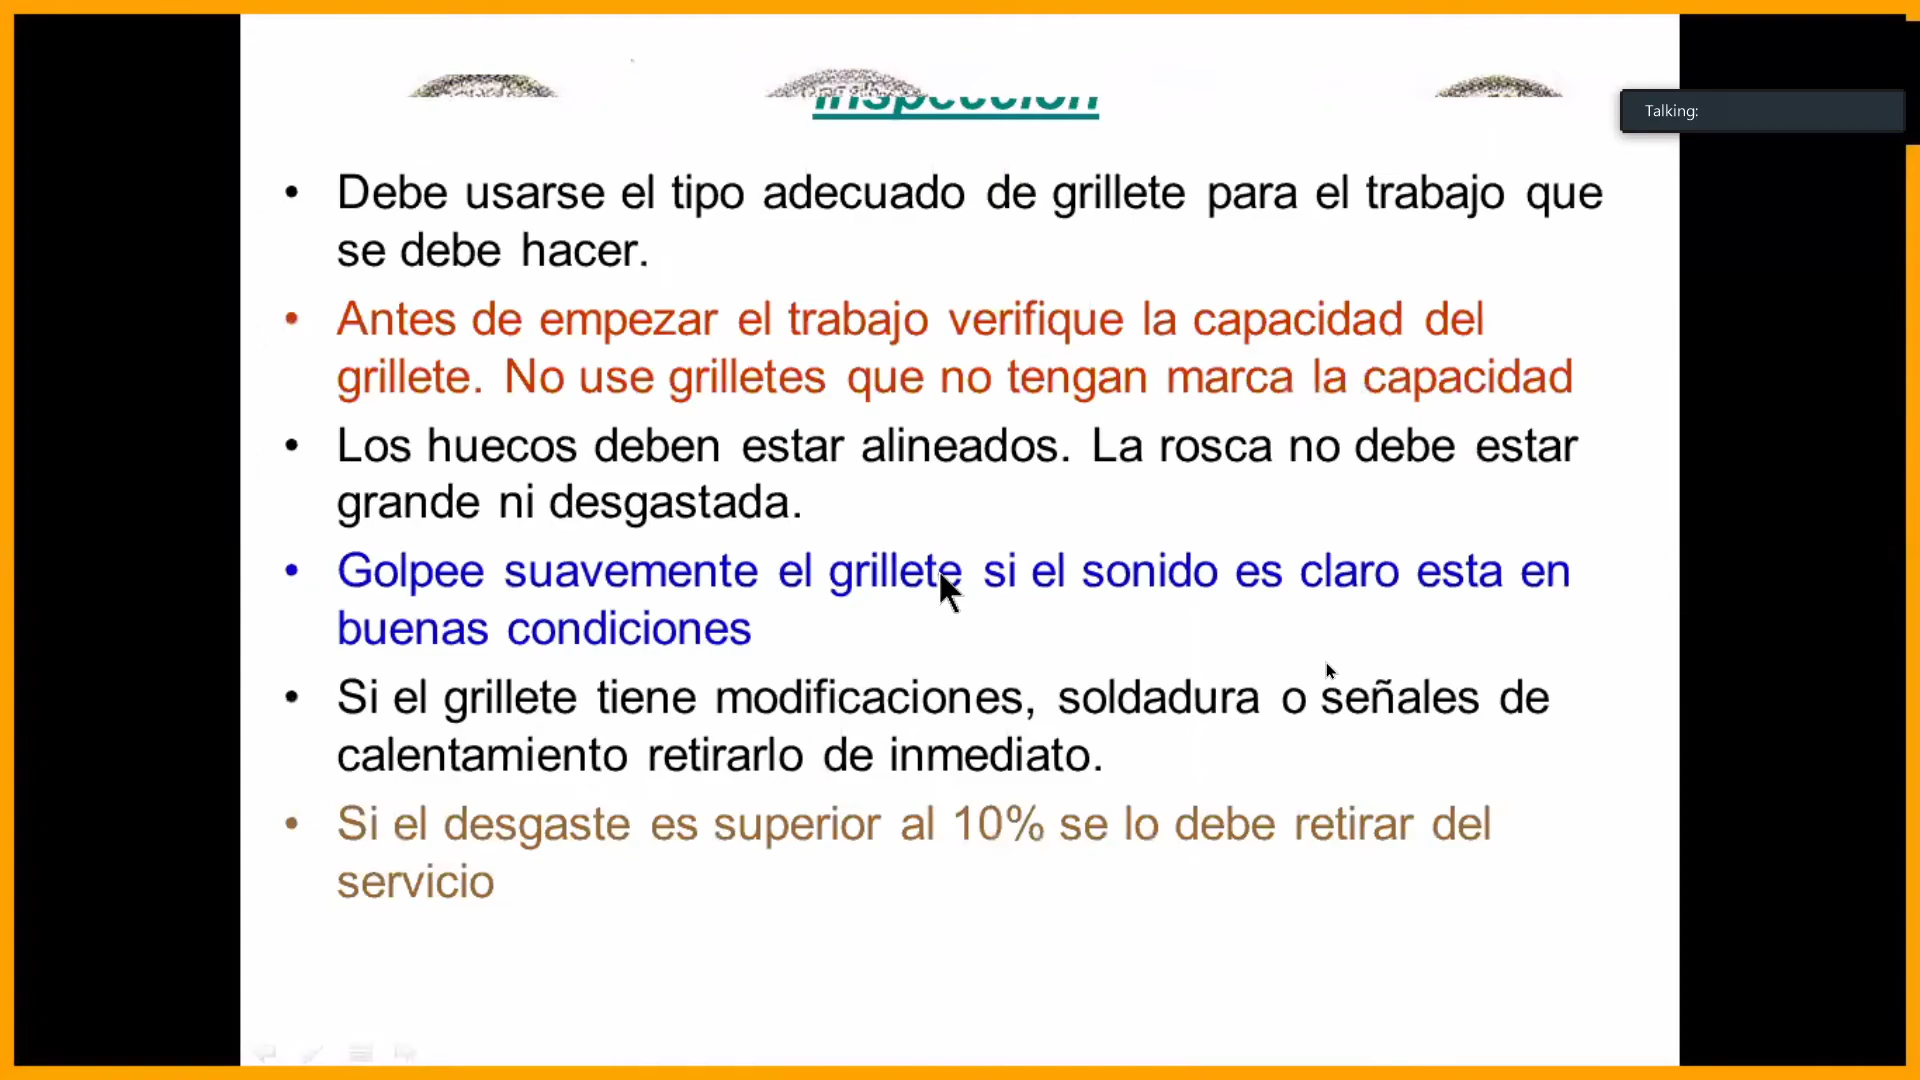 Inspección
Talking:
• Debe usarse el tipo adecuado de grillete para el trabajo que
se debe hacer.
• Antes de empezar el trabajo verifique la capacidad del
grillete. No use grilletes que no tengan marca la capacidad
• Los huecos deben estar alineados. La rosca no debe estar
grande ni desgastada.
• Golpee suavemente el grillete si el sonido es claro esta en
buenas condiciones
• Si el grillete tiene modificaciones, soldadura o señales de
calentamiento retirarlo de inmediato.
• Si el desgaste es superior al 10% se lo debe retirar del
servicio